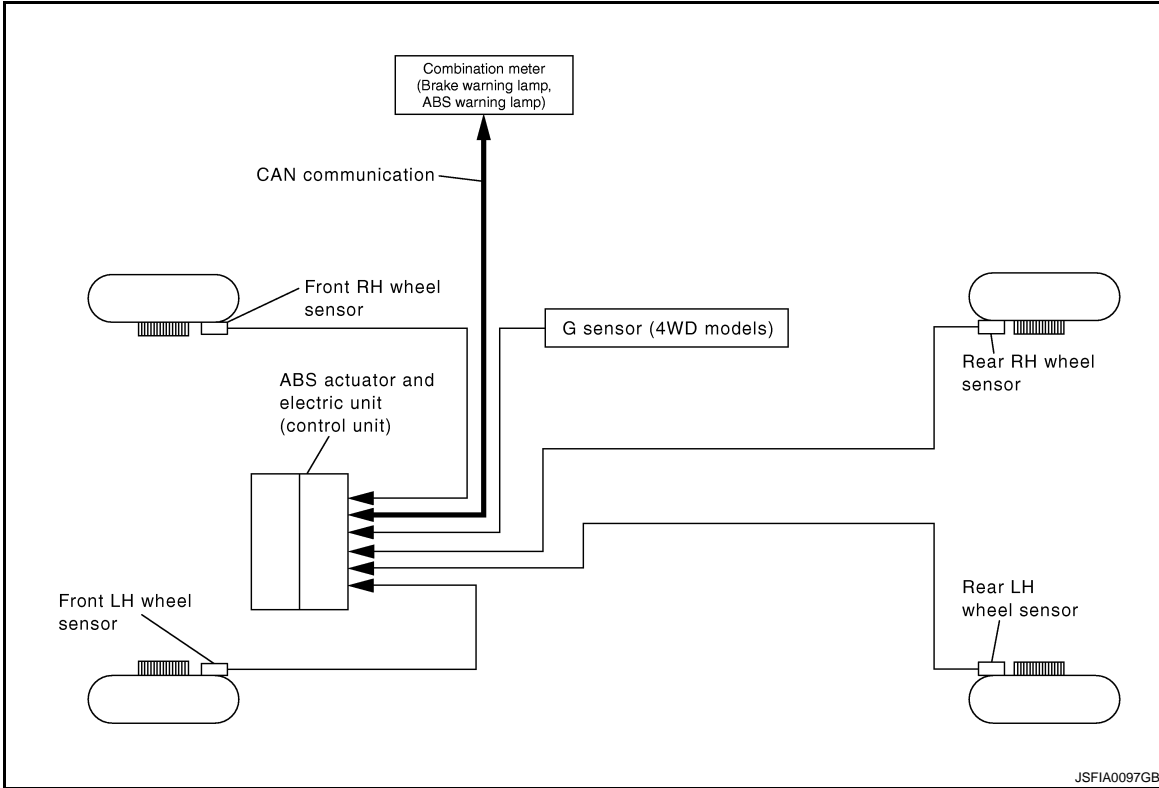 Combination meter
(Brake warning lamp,
ABS warning lamp)
CAN communication
Front RH wheel
sensor
G sensor (4WD models)
Rear RH wheel
sensor
ABS actuator and
electric unit
(control unit)
Front LH wheel
sensor
Rear LH
wheel sensor
JSFIA0097GB